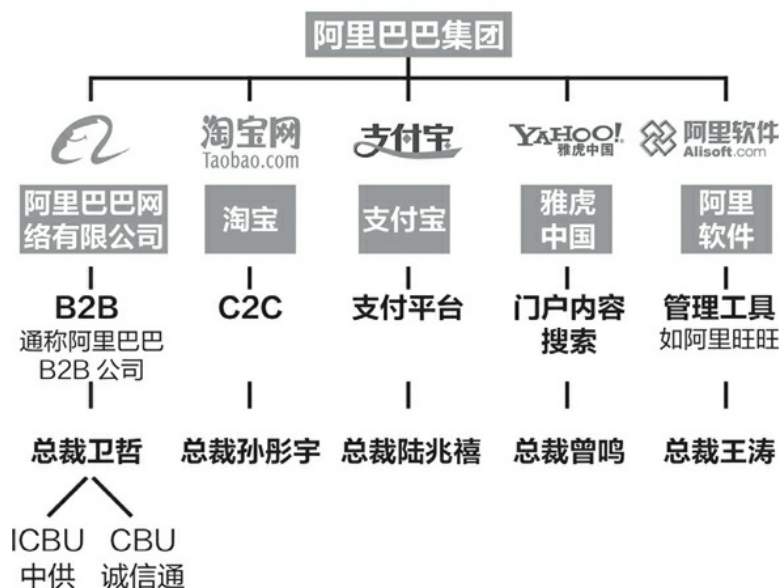 阿里巴巴集团
淘宝网
Taobao.com
支付宝
YAHOO!
雅虎中国
阿里软件
Alisoft.com
阿里巴巴网
络有限公司
淘宝
支付宝
雅虎
中国
阿里
软件
B2B
通称阿里巴巴
B2B 公司
C2C
支付平台
门户内容
搜索
管理工具
如阿里旺旺
总裁卫哲
总裁孙彤宇
总裁陆兆禧
总裁曾鸣
总裁王涛
ICBU
中供
CBU
诚信通